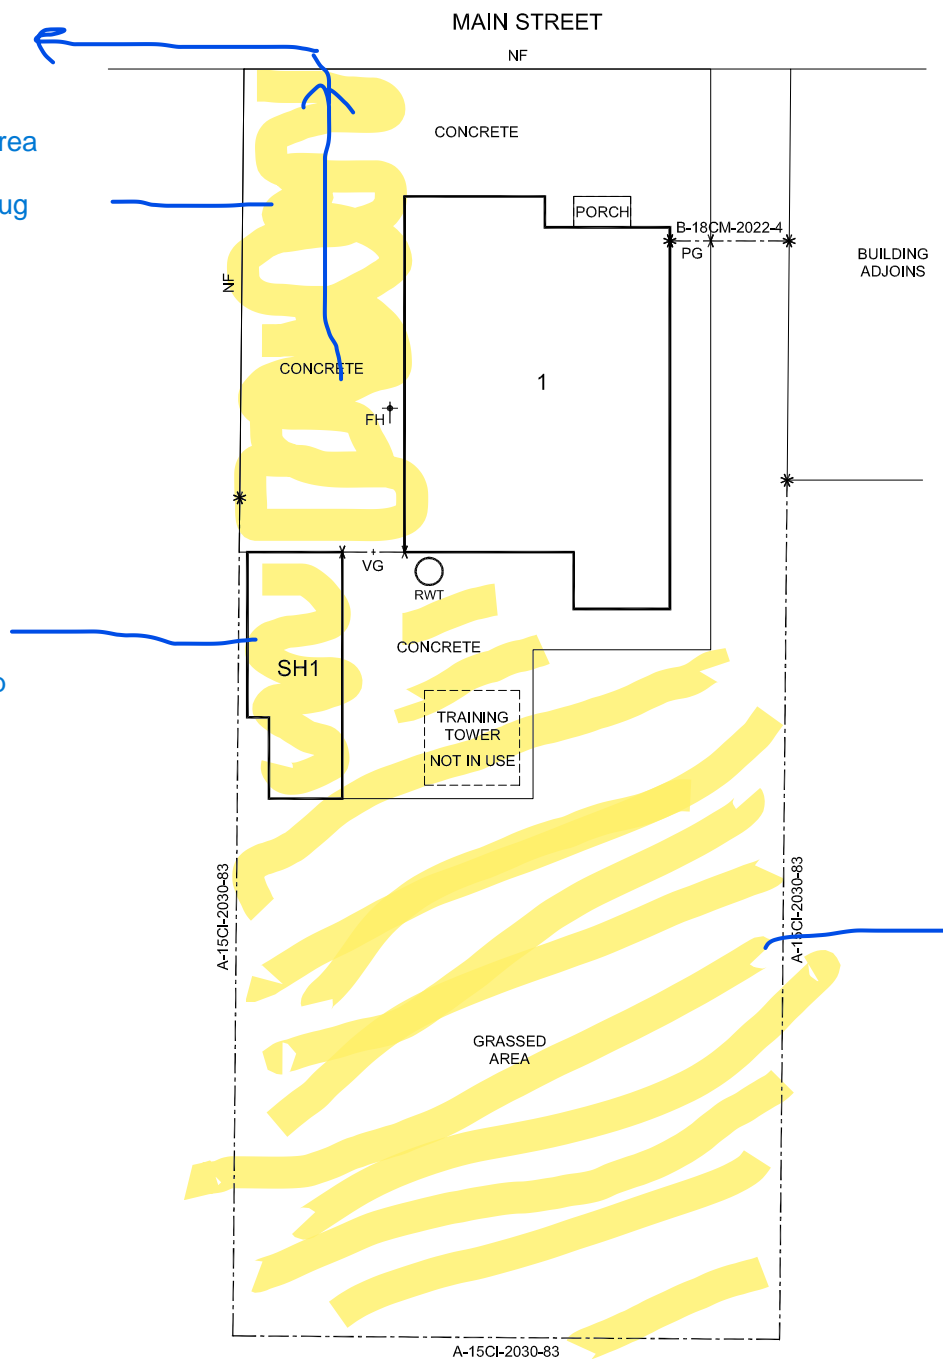 MAIN STREET
NF
rea
CONCRETE
ug
PORCH
B-18CM-2022-4
PG
BUILDING
ADJOINS
NF
CONCRETE
1
FH
VG
RWT
CONCRETE
SH1
o
TRAINING
TOWER
NOT IN USE
A-15CI-2030-83
A-15CI-2030-83
GRASSED
AREA
A-15CI-2030-83